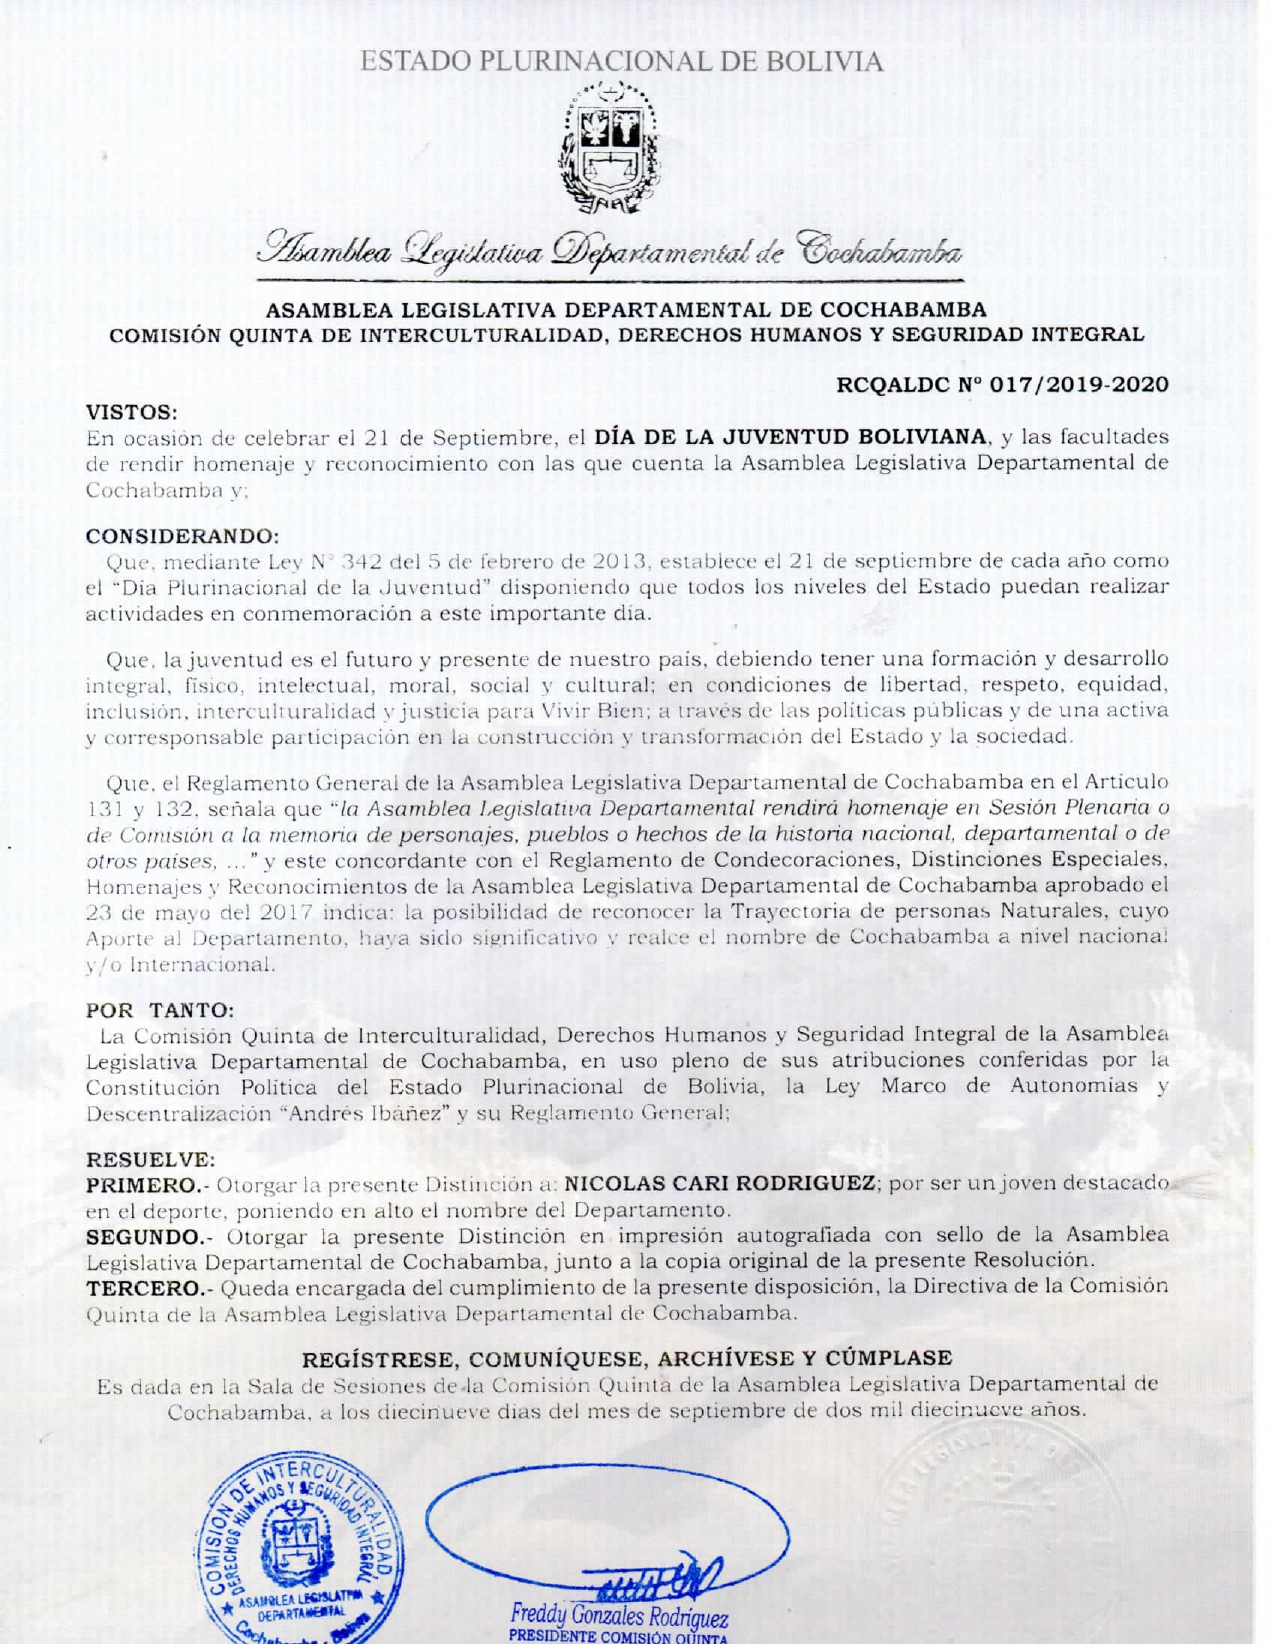 ESTADO PLURINACIONAL DE BOLIVIA
Asamblea Legislativa Departamental de Cochabamba
ASAMBLEA LEGISLATIVA DEPARTAMENTAL DE COCHABAMBA
COMISIÓN QUINTA DE INTERCULTURALIDAD, DERECHOS HUMANOS Y SEGURIDAD INTEGRAL
RCQALDC Nº 017/2019-2020
VISTOS:
En ocasión de celebrar el 21 de Septiembre, el DÍA DE LA JUVENTUD BOLIVIANA, y las facultades
de rendir homenaje y reconocimiento con las que cuenta la Asamblea Legislativa Departamental de
Cochabamba y;
CONSIDERANDO:
Que, mediante Ley Nº 342 del 5 de febrero de 2013, establece el 21 de septiembre de cada año como
el “Día Plurinacional de la Juventud” disponiendo que todos los niveles del Estado puedan realizar
actividades en conmemoración a este importante día.
Que, la juventud es el futuro y presente de nuestro país, debiendo tener una formación y desarrollo
integral, físico, intelectual, moral, social y cultural; en condiciones de libertad, respeto, equidad,
inclusión, interculturalidad y justicia para Vivir Bien; a través de las políticas públicas y de una activa
y corresponsable participación en la construcción y transformación del Estado y la sociedad.
Que, el Reglamento General de la Asamblea Legislativa Departamental de Cochabamba en el Articulo
131 y 132, señala que “la Asamblea Legislativa Departamental rendirá homenaje en Sesión Plenaria o
de Comisión a la memoria de personajes, pueblos o hechos de la historia nacional, departamental o de
otros países, ...” y este concordante con el Reglamento de Condecoraciones, Distinciones Especiales,
Homenajes y Reconocimientos de la Asamblea Legislativa Departamental de Cochabamba aprobado el
23 de mayo del 2017 indica: la posibilidad de reconocer la Trayectoria de personas Naturales, cuyo
Aporte al Departamento, haya sido significativo y realce el nombre de Cochabamba a nivel nacional
y/o Internacional.
POR TANTO:
La Comisión Quinta de Interculturalidad, Derechos Humanos y Seguridad Integral de la Asamblea
Legislativa Departamental de Cochabamba, en uso pleno de sus atribuciones conferidas por la
Constitución Política del Estado Plurinacional de Bolivia, la Ley Marco de Autonomías y
Descentralización “Andrés Ibáñez” y su Reglamento General;
RESUELVE:
PRIMERO.- Otorgar la presente Distinción a: NICOLAS CARI RODRIGUEZ; por ser un joven destacado
en el deporte, poniendo en alto el nombre del Departamento.
SEGUNDO.- Otorgar la presente Distinción en impresión autografiada con sello de la Asamblea
Legislativa Departamental de Cochabamba, junto a la copia original de la presente Resolución.
TERCERO.- Queda encargada del cumplimiento de la presente disposición, la Directiva de la Comisión
Quinta de la Asamblea Legislativa Departamental de Cochabamba.
REGÍSTRESE, COMUNÍQUESE, ARCHÍVESE Y CÚMPLASE
Es dada en la Sala de Sesiones de la Comisión Quinta de la Asamblea Legislativa Departamental de
Cochabamba, a los diecinueve días del mes de septiembre de dos mil diecinueve años.
COMISION DE INTERCULTURALIDAD
DERECHOS HUMANOS Y SEGURIDAD INTEGRAL
ASAMBLEA LEGISLATIVA
DEPARTAMENTAL
Cochabamba - Bolivia
Freddy Gonzales Rodríguez
PRESIDENTE COMISIÓN QUINTA